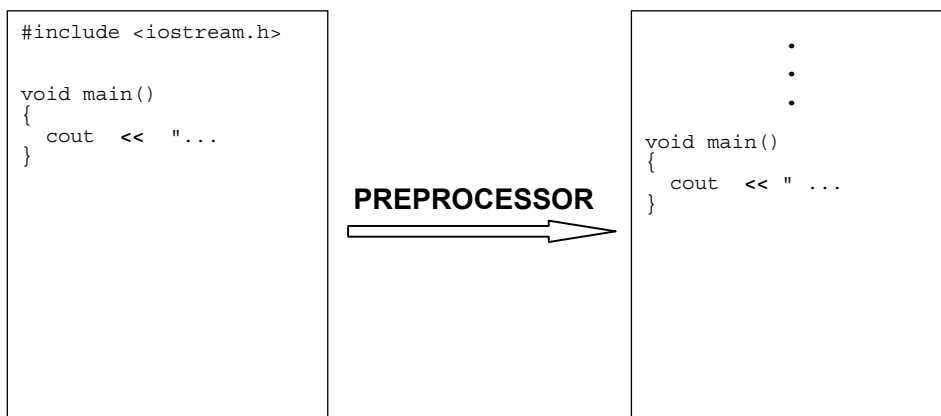 #include <iostream.h>
void main()
{
  cout  <<  "...
}
PREPROCESSOR
.
.
.
void main()
{
  cout  << " ...
}